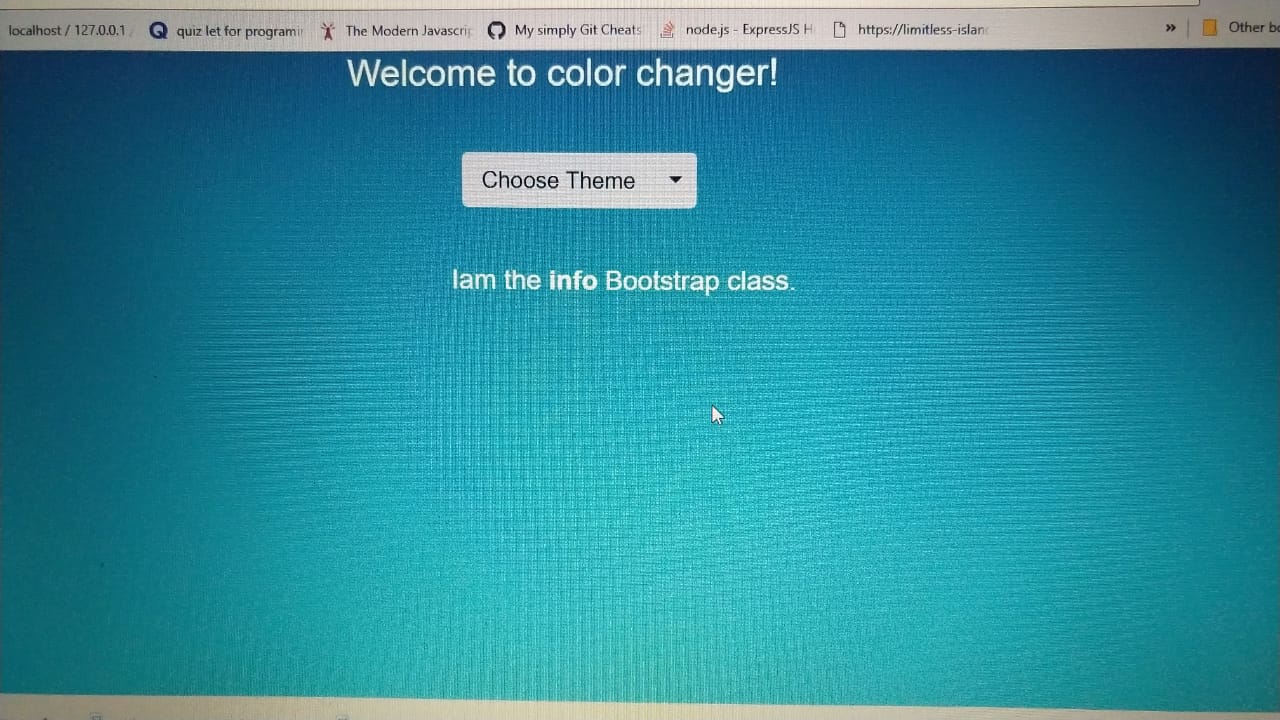 localhost / 127.0.0.1 quiz let for programi The Modern Javascri My simply Git Cheats node.js - ExpressJS H https://limitless-islan » Other bo
Welcome to color changer!
Choose Theme
Iam the info Bootstrap class.